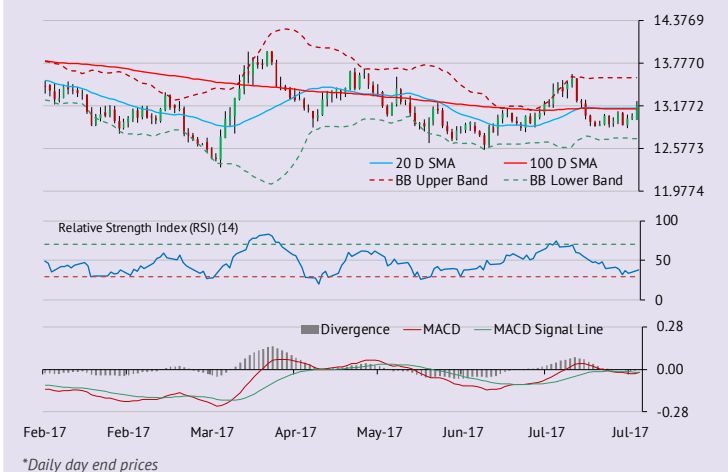 14.3769
13.7770
13.1772
12.5773
11.9774
20 D SMA
100 D SMA
BB Upper Band
BB Lower Band
Relative Strength Index (RSI) (14)
100
50
0
Divergence
MACD
MACD Signal Line
0.28
0.00
-0.28
Feb-17
Feb-17
Mar-17
Apr-17
May-17
Jun-17
Jul-17
Jul-17
*Daily day end prices